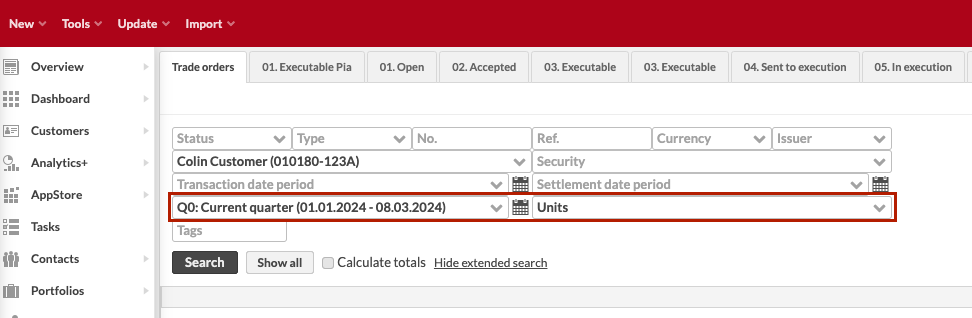 New Tools Update Import
Overview
Dashboard
Customers
Analytics+
AppStore
Tasks
Contacts
Portfolios
Trade orders 01. Executable Pia 01. Open 02. Accepted 03. Executable 03. Executable 04. Sent to execution 05. In execution
Status Type No. Ref. Currency Issuer
Colin Customer (010180-123A) Security
Transaction date period Settlement date period
Q0: Current quarter (01.01.2024 - 08.03.2024) Units
Tags
Search Show all Calculate totals Hide extended search